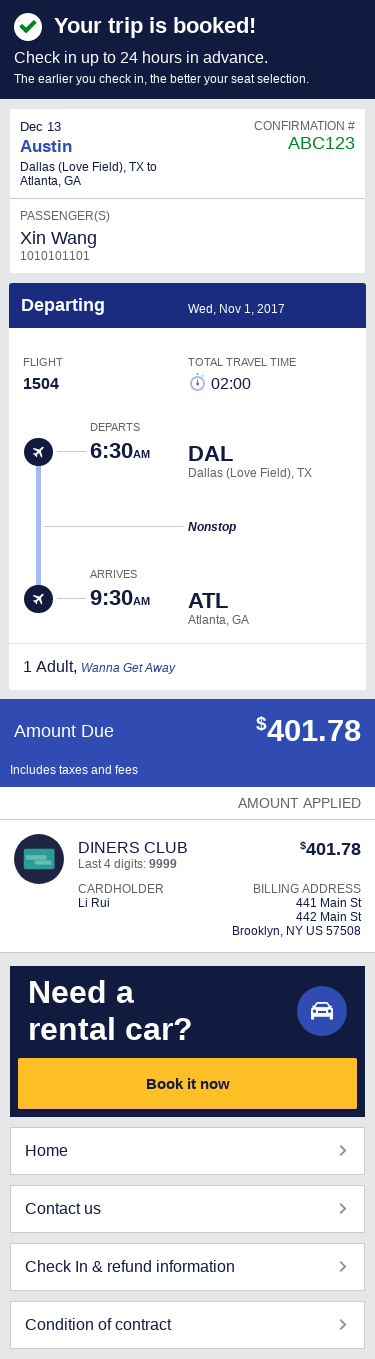 Your trip is booked!
Check in up to 24 hours in advance.
The earlier you check in, the better your seat selection.
Dec 13
Austin
Dallas (Love Field), TX to
Atlanta, GA
CONFIRMATION #
ABC123
PASSENGER(S)
Xin Wang
1010101101
Departing
Wed, Nov 1, 2017
FLIGHT
1504
TOTAL TRAVEL TIME
02:00
DEPARTS
6:30AM
DAL
Dallas (Love Field), TX
Nonstop
ARRIVES
9:30AM
ATL
Atlanta, GA
1 Adult, Wanna Get Away
Amount Due
$401.78
Includes taxes and fees
AMOUNT APPLIED
DINERS CLUB
Last 4 digits: 9999
$401.78
CARDHOLDER
Li Rui
BILLING ADDRESS
441 Main St
442 Main St
Brooklyn, NY US 57508
Need a
rental car?
Book it now
Home
Contact us
Check In & refund information
Condition of contract